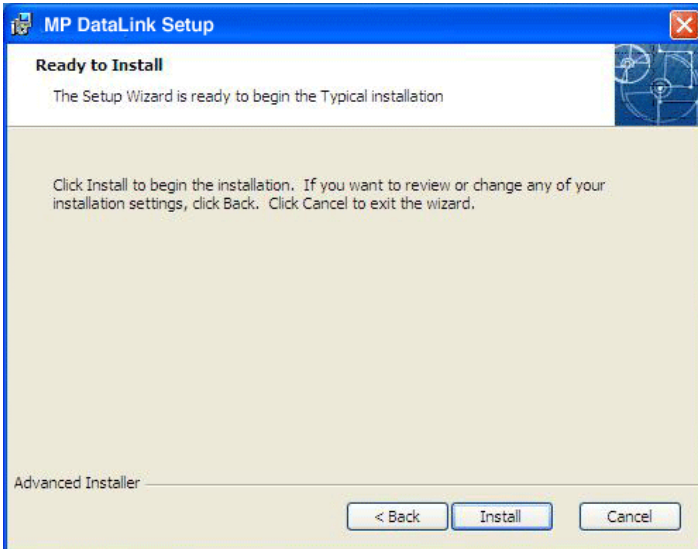 MP DataLink Setup
Ready to Install
The Setup Wizard is ready to begin the Typical installation
Click Install to begin the installation. If you want to review or change any of your
installation settings, click Back. Click Cancel to exit the wizard.
Advanced Installer
< Back Install Cancel